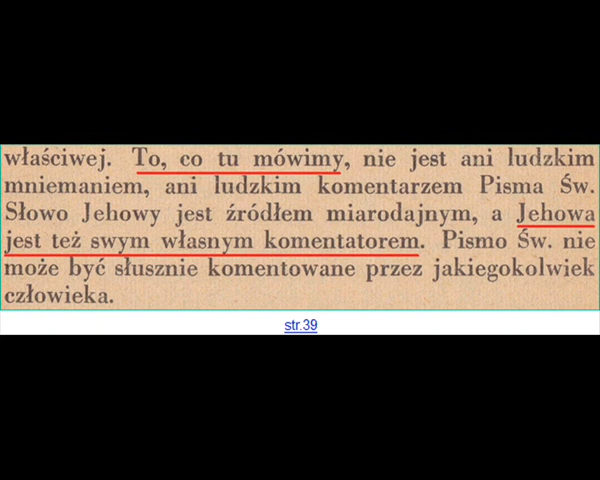 właściwej. To, co tu mówimy, nie jest ani ludzkim
mniemaniem, ani ludzkim komentarzem Pisma Św.
Słowo Jehowy jest źródłem miarodajnym, a Jehowa
jest też swym własnym komentatorem. Pismo Św. nie
może być słusznie komentowane przez jakiegokolwiek
człowieka.
str.39